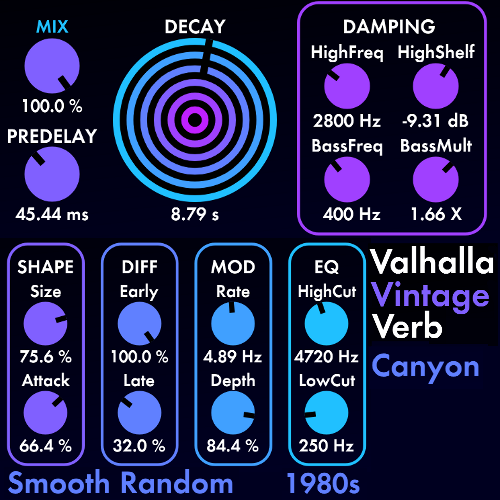 MIX
100.0 %
PREDELAY
45.44 ms
DECAY
8.79 s
DAMPING
HighFreq HighShelf
2800 Hz -9.31 dB
BassFreq BassMult
400 Hz 1.66 X
SHAPE
Size
75.6 %
Attack
66.4 %
DIFF
Early
100.0 %
Late
32.0 %
MOD
Rate
4.89 Hz
Depth
84.4 %
EQ
HighCut
4720 Hz
LowCut
250 Hz
Valhalla
Vintage
Verb
Canyon
Smooth Random
1980s